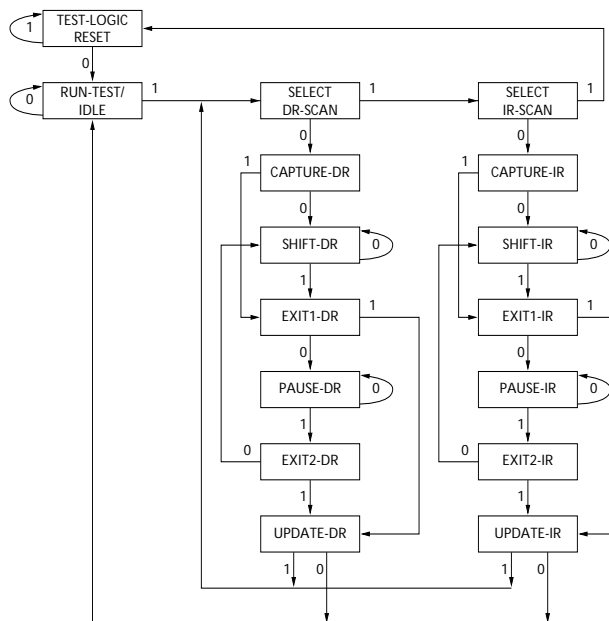 TEST-LOGIC
RESET
1
0
RUN-TEST/
IDLE
0
1
SELECT
DR-SCAN
1
SELECT
IR-SCAN
1
0
0
1
CAPTURE-DR
1
CAPTURE-IR
0
0
SHIFT-DR
0
SHIFT-IR
0
1
1
EXIT1-DR
1
EXIT1-IR
1
0
0
PAUSE-DR
0
PAUSE-IR
0
1
1
0
EXIT2-DR
0
EXIT2-IR
1
1
UPDATE-DR
UPDATE-IR
1
0
1
0